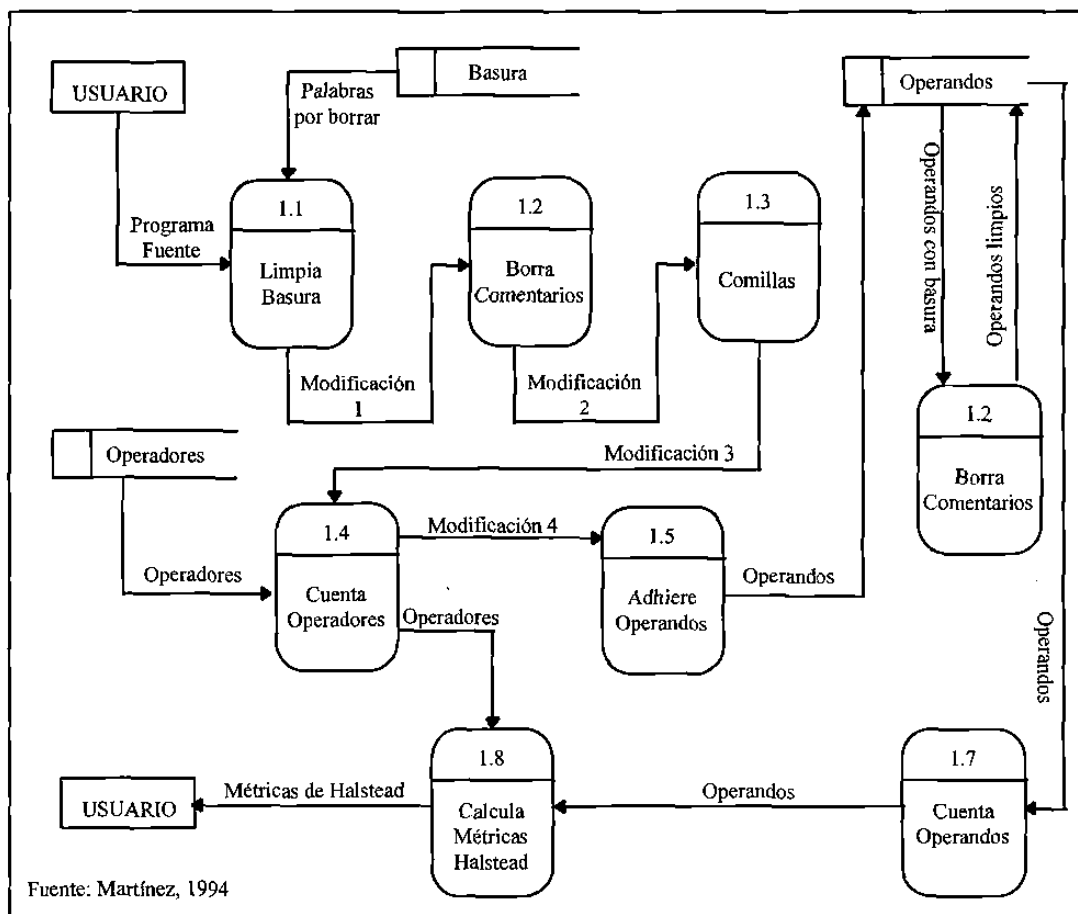 USUARIO
Basura
Operandos
Palabras
por borrar
1.1
Limpia
Basura
Programa
Fuente
1.2
Borra
Comentarios
1.3
Comillas
Operandos con basura
Operandos limpios
Modificación
1
Modificación
2
1.2
Borra
Comentarios
Operadores
Modificación 3
1.4
Cuenta
Operadores
Modificación 4
1.5
Adhiere
Operandos
Operadores
Operandos
Operadores
Operandos
1.8
Calcula
Métricas
Halstead
1.7
Cuenta
Operandos
Métricas de Halstead
Operandos
USUARIO
Fuente: Martínez, 1994